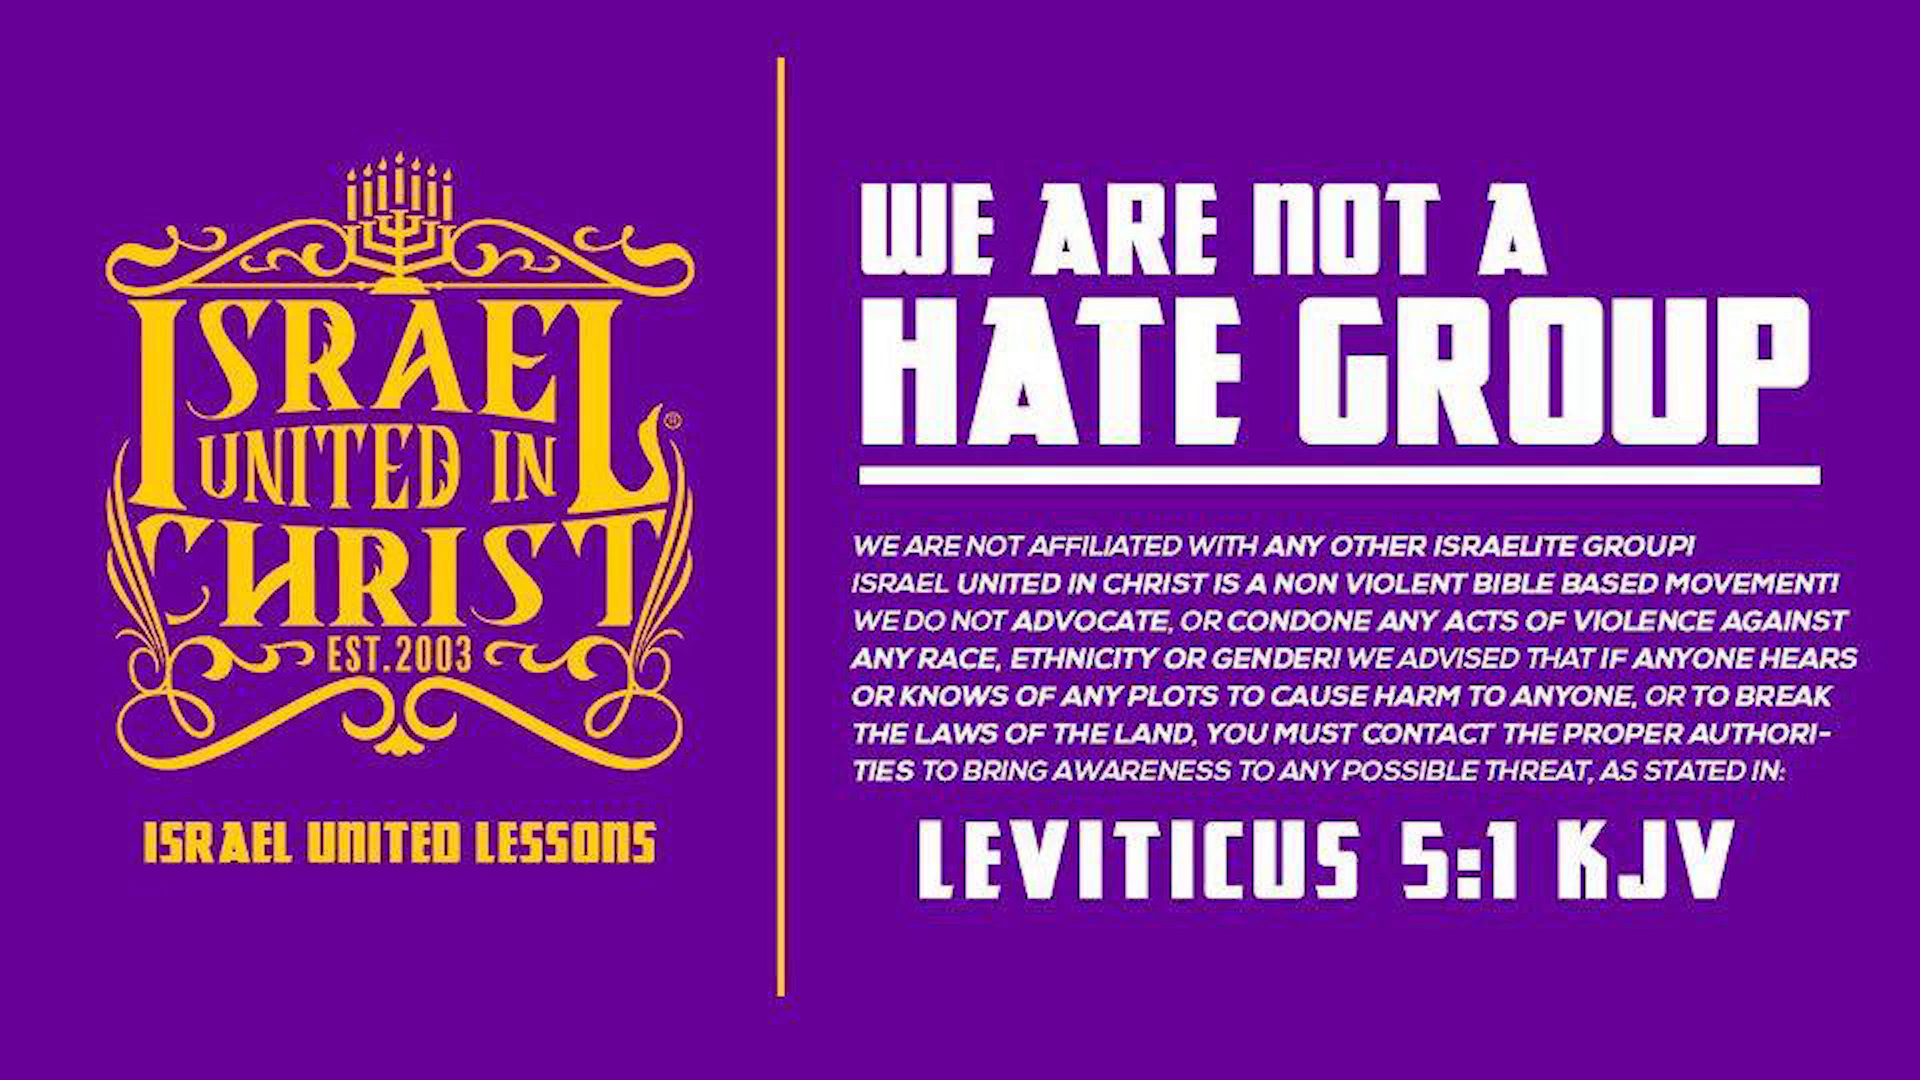 ISRAEL
UNITED IN
CHRIST
®
EST.2003
ISRAEL UNITED LESSONS
WE ARE NOT A
HATE GROUP
WE ARE NOT AFFILIATED WITH ANY OTHER ISRAELITE GROUP!
ISRAEL UNITED IN CHRIST IS A NON VIOLENT BIBLE BASED MOVEMENT!
WE DO NOT ADVOCATE, OR CONDONE ANY ACTS OF VIOLENCE AGAINST
ANY RACE, ETHNICITY OR GENDER! WE ADVISED THAT IF ANYONE HEARS
OR KNOWS OF ANY PLOTS TO CAUSE HARM TO ANYONE, OR TO BREAK
THE LAWS OF THE LAND, YOU MUST CONTACT THE PROPER AUTHORI-
TIES TO BRING AWARENESS TO ANY POSSIBLE THREAT, AS STATED IN:
LEVITICUS 5:1 KJV